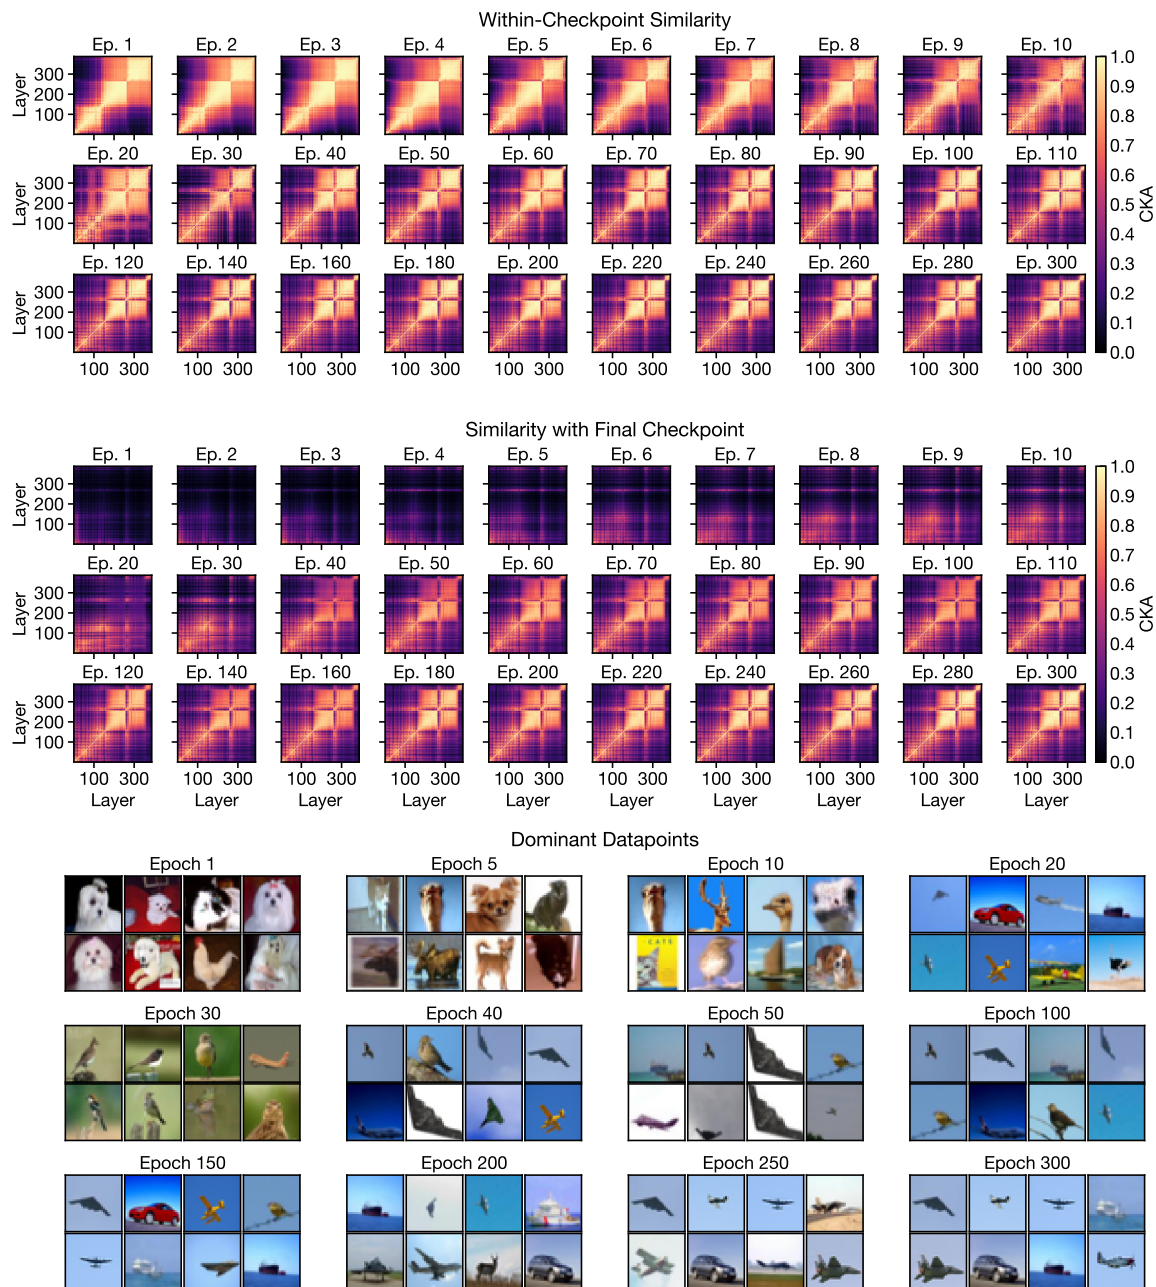 Within-Checkpoint Similarity
Ep. 1 Ep. 2 Ep. 3 Ep. 4 Ep. 5 Ep. 6 Ep. 7 Ep. 8 Ep. 9 Ep. 10
Layer
300
200
100
Ep. 20 Ep. 30 Ep. 40 Ep. 50 Ep. 60 Ep. 70 Ep. 80 Ep. 90 Ep. 100 Ep. 110
Layer
300
200
100
Ep. 120 Ep. 140 Ep. 160 Ep. 180 Ep. 200 Ep. 220 Ep. 240 Ep. 260 Ep. 280 Ep. 300
Layer
300
200
100
100 300 100 300 100 300 100 300 100 300 100 300 100 300 100 300 100 300 100 300
1.0
0.9
0.8
0.7
0.6
0.5
0.4
0.3
0.2
0.1
0.0
CKA
Similarity with Final Checkpoint
Ep. 1 Ep. 2 Ep. 3 Ep. 4 Ep. 5 Ep. 6 Ep. 7 Ep. 8 Ep. 9 Ep. 10
Layer
300
200
100
Ep. 20 Ep. 30 Ep. 40 Ep. 50 Ep. 60 Ep. 70 Ep. 80 Ep. 90 Ep. 100 Ep. 110
Layer
300
200
100
Ep. 120 Ep. 140 Ep. 160 Ep. 180 Ep. 200 Ep. 220 Ep. 240 Ep. 260 Ep. 280 Ep. 300
Layer
300
200
100
100 300 100 300 100 300 100 300 100 300 100 300 100 300 100 300 100 300 100 300
Layer Layer Layer Layer Layer Layer Layer Layer Layer Layer
1.0
0.9
0.8
0.7
0.6
0.5
0.4
0.3
0.2
0.1
0.0
CKA
Dominant Datapoints
Epoch 1 Epoch 5 Epoch 10 Epoch 20
CATS
Epoch 30 Epoch 40 Epoch 50 Epoch 100
Epoch 150 Epoch 200 Epoch 250 Epoch 300